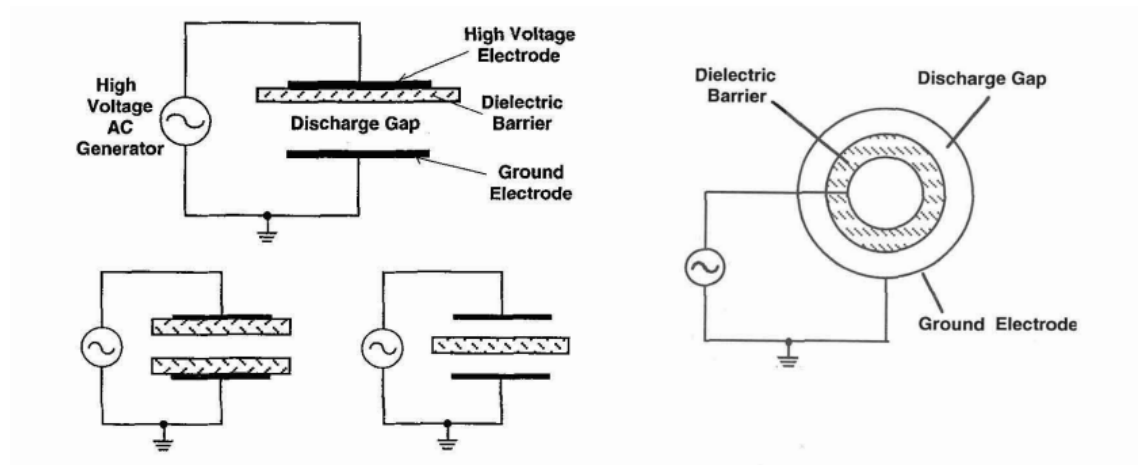 High Voltage
Electrode
High
Voltage
AC
Generator
Dielectric
Barrier
Discharge Gap
Ground
Electrode
Dielectric
Barrier
Discharge Gap
Ground Electrode